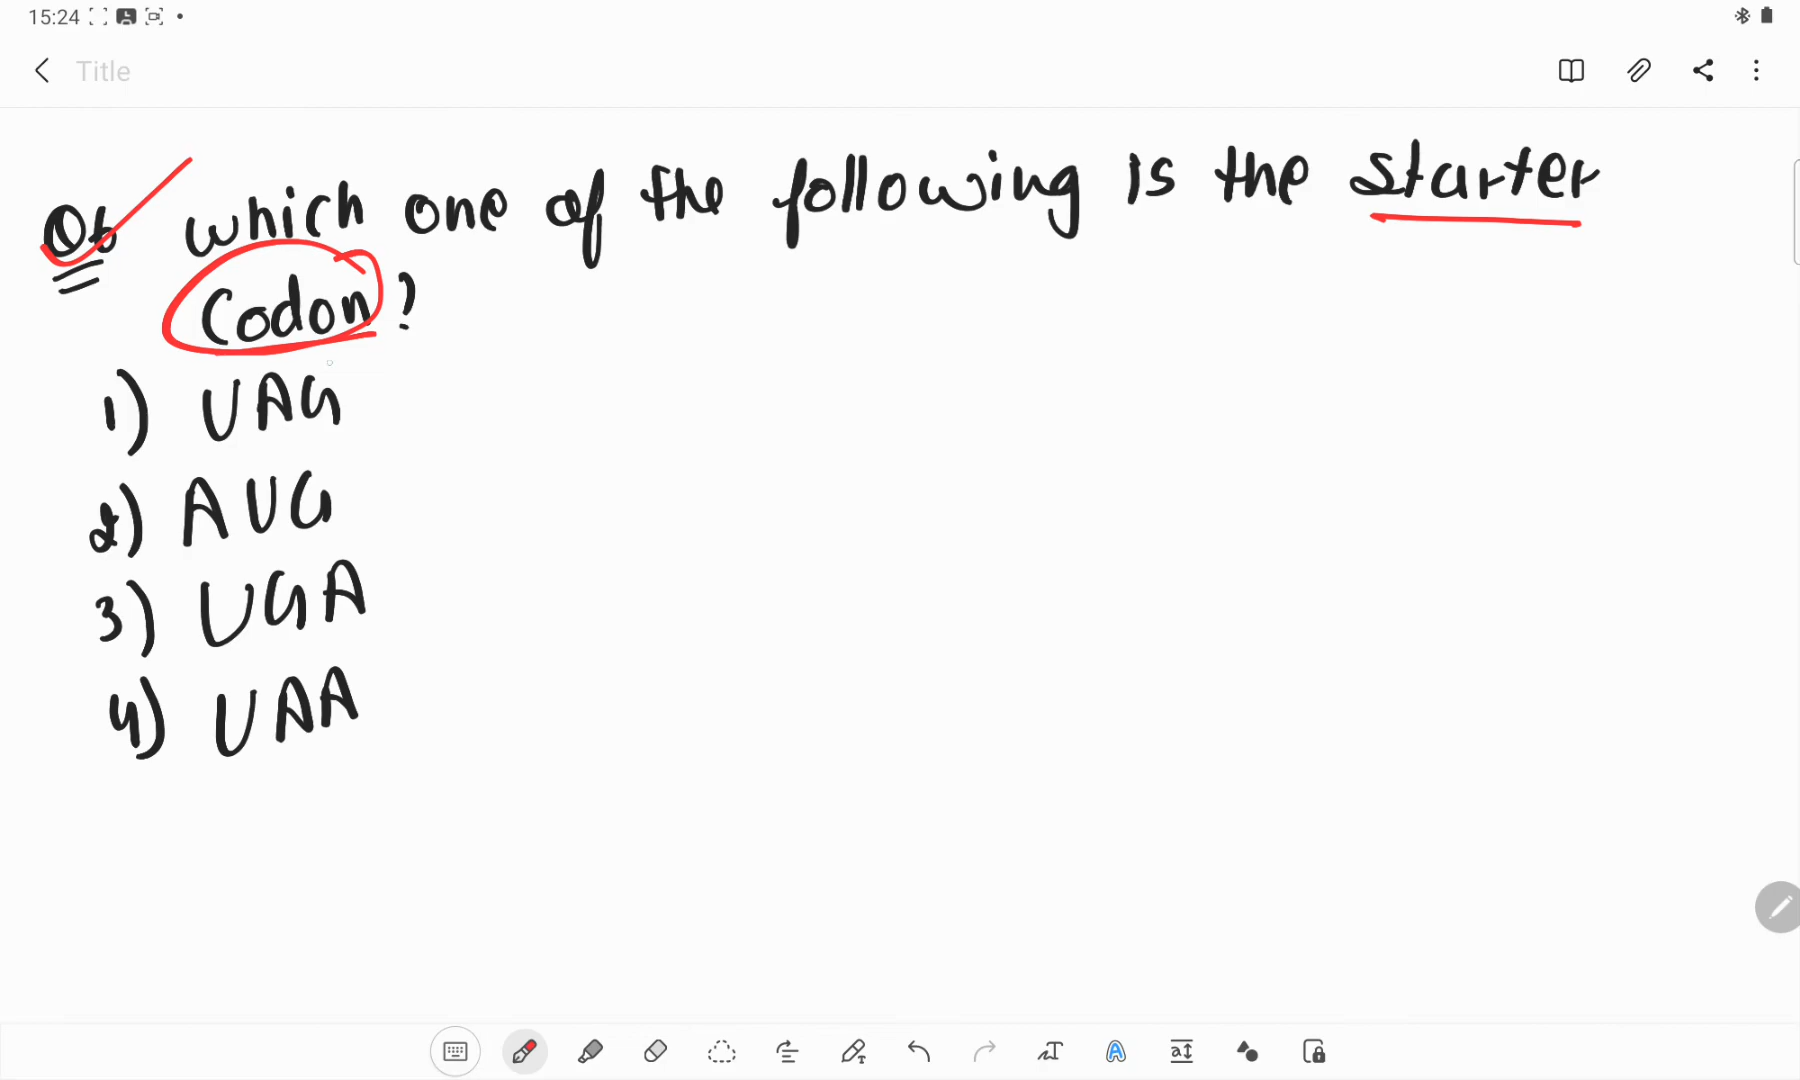 15:24
Title
Q6 which one of the following is the starter
Codon?
1) UAG
2) AUG
3) UGA
4) UAA